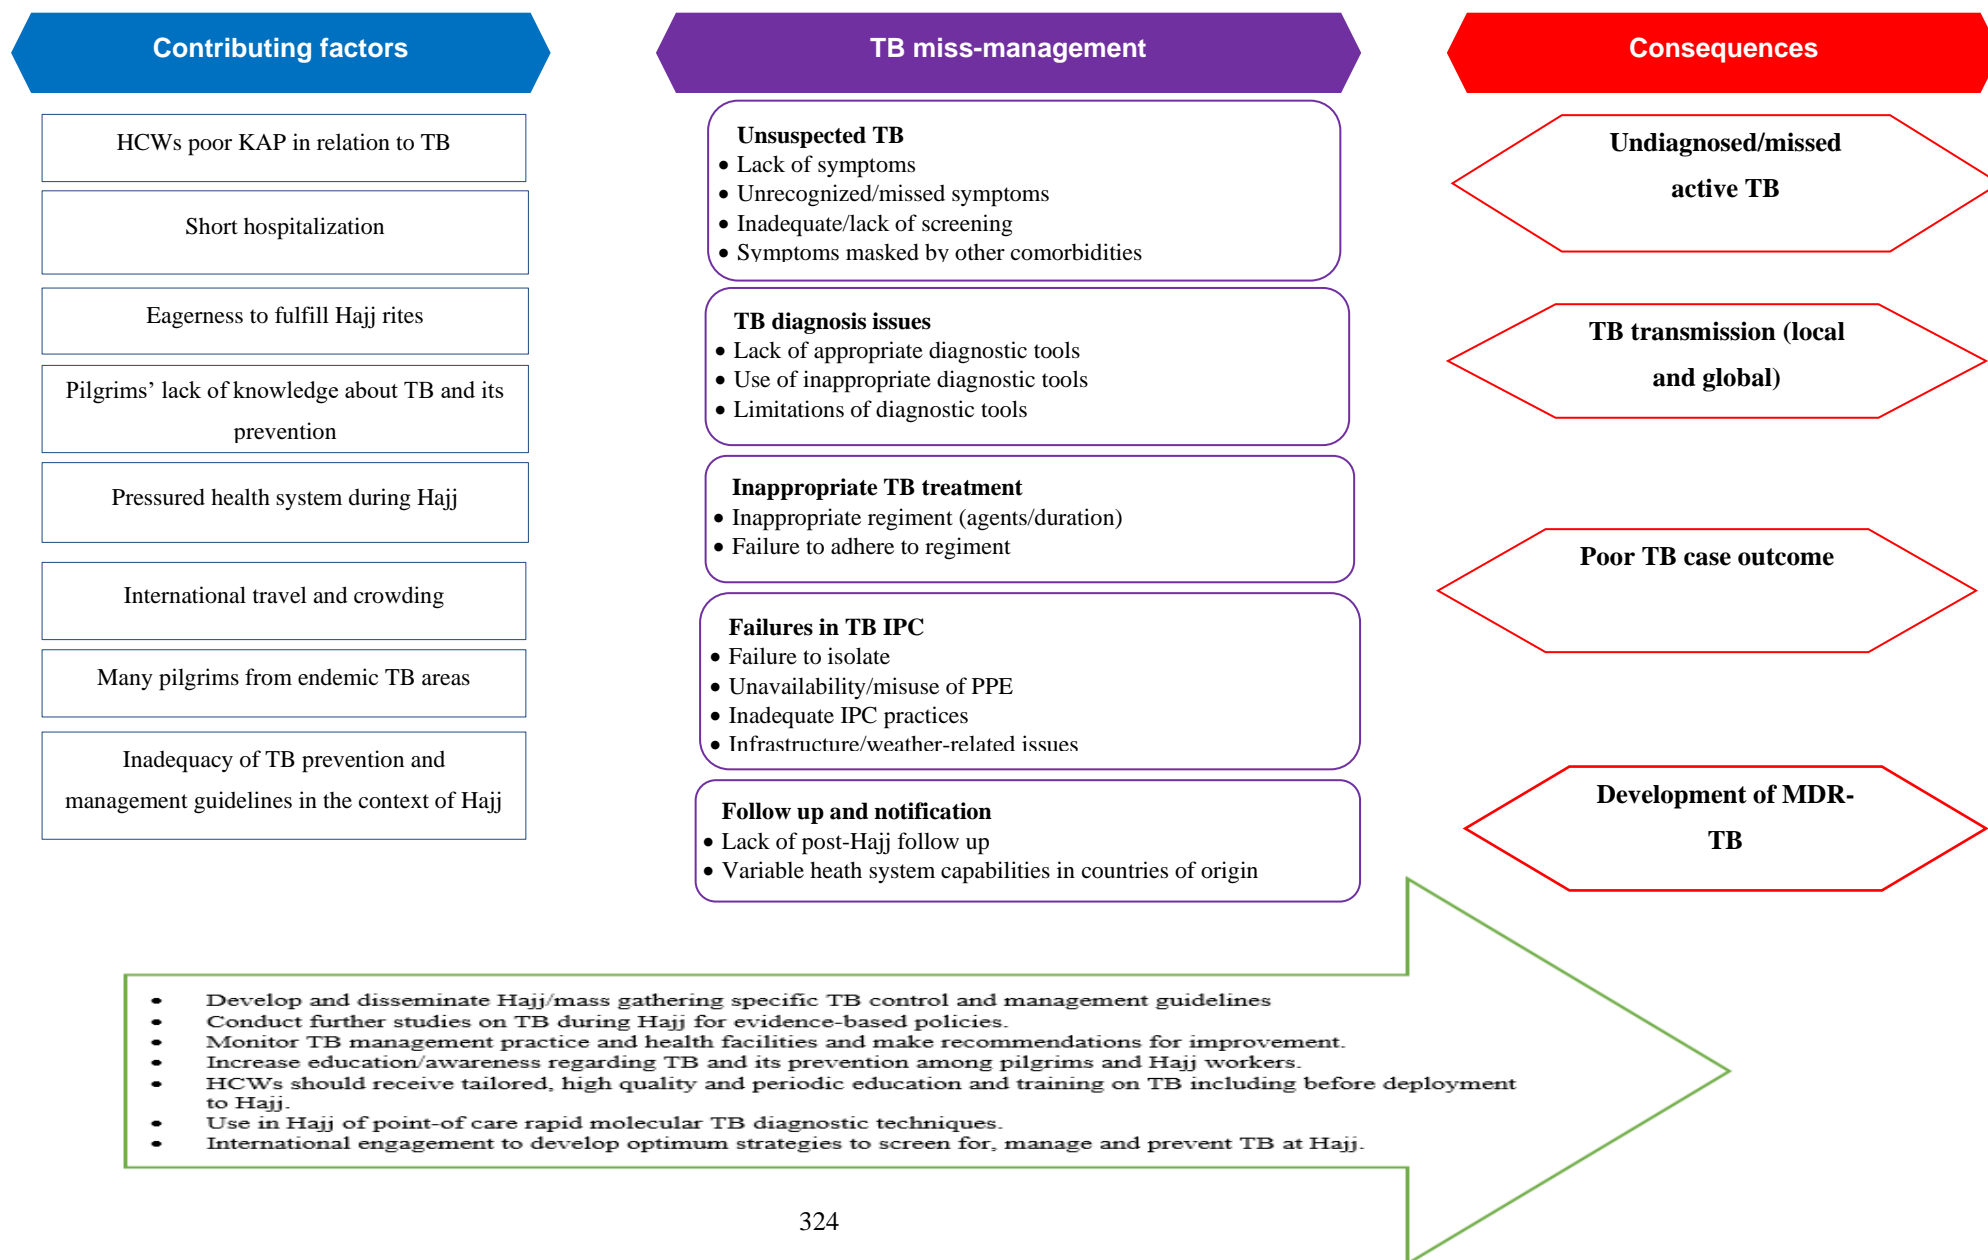 Contributing factors
HCWs poor KAP in relation to TB
Short hospitalization
Eagerness to fulfill Hajj rites
Pilgrims’ lack of knowledge about TB and its
prevention
Pressured health system during Hajj
International travel and crowding
Many pilgrims from endemic TB areas
Inadequacy of TB prevention and
management guidelines in the context of Hajj
TB miss-management
Unsuspected TB
• Lack of symptoms
• Unrecognized/missed symptoms
• Inadequate/lack of screening
• Symptoms masked by other comorbidities
TB diagnosis issues
• Lack of appropriate diagnostic tools
• Use of inappropriate diagnostic tools
• Limitations of diagnostic tools
Inappropriate TB treatment
• Inappropriate regiment (agents/duration)
• Failure to adhere to regiment
Failures in TB IPC
• Failure to isolate
• Unavailability/misuse of PPE
• Inadequate IPC practices
• Infrastructure/weather-related issues
Follow up and notification
• Lack of post-Hajj follow up
• Variable heath system capabilities in countries of origin
Consequences
Undiagnosed/missed
active TB
TB transmission (local
and global)
Poor TB case outcome
Development of MDR-
TB
• Develop and disseminate Hajj/mass gathering specific TB control and management guidelines
• Conduct further studies on TB during Hajj for evidence-based policies.
• Monitor TB management practice and health facilities and make recommendations for improvement.
• Increase education/awareness regarding TB and its prevention among pilgrims and Hajj workers.
• HCWs should receive tailored, high quality and periodic education and training on TB including before deployment
to Hajj.
• Use in Hajj of point-of care rapid molecular TB diagnostic techniques.
• International engagement to develop optimum strategies to screen for, manage and prevent TB at Hajj.
324